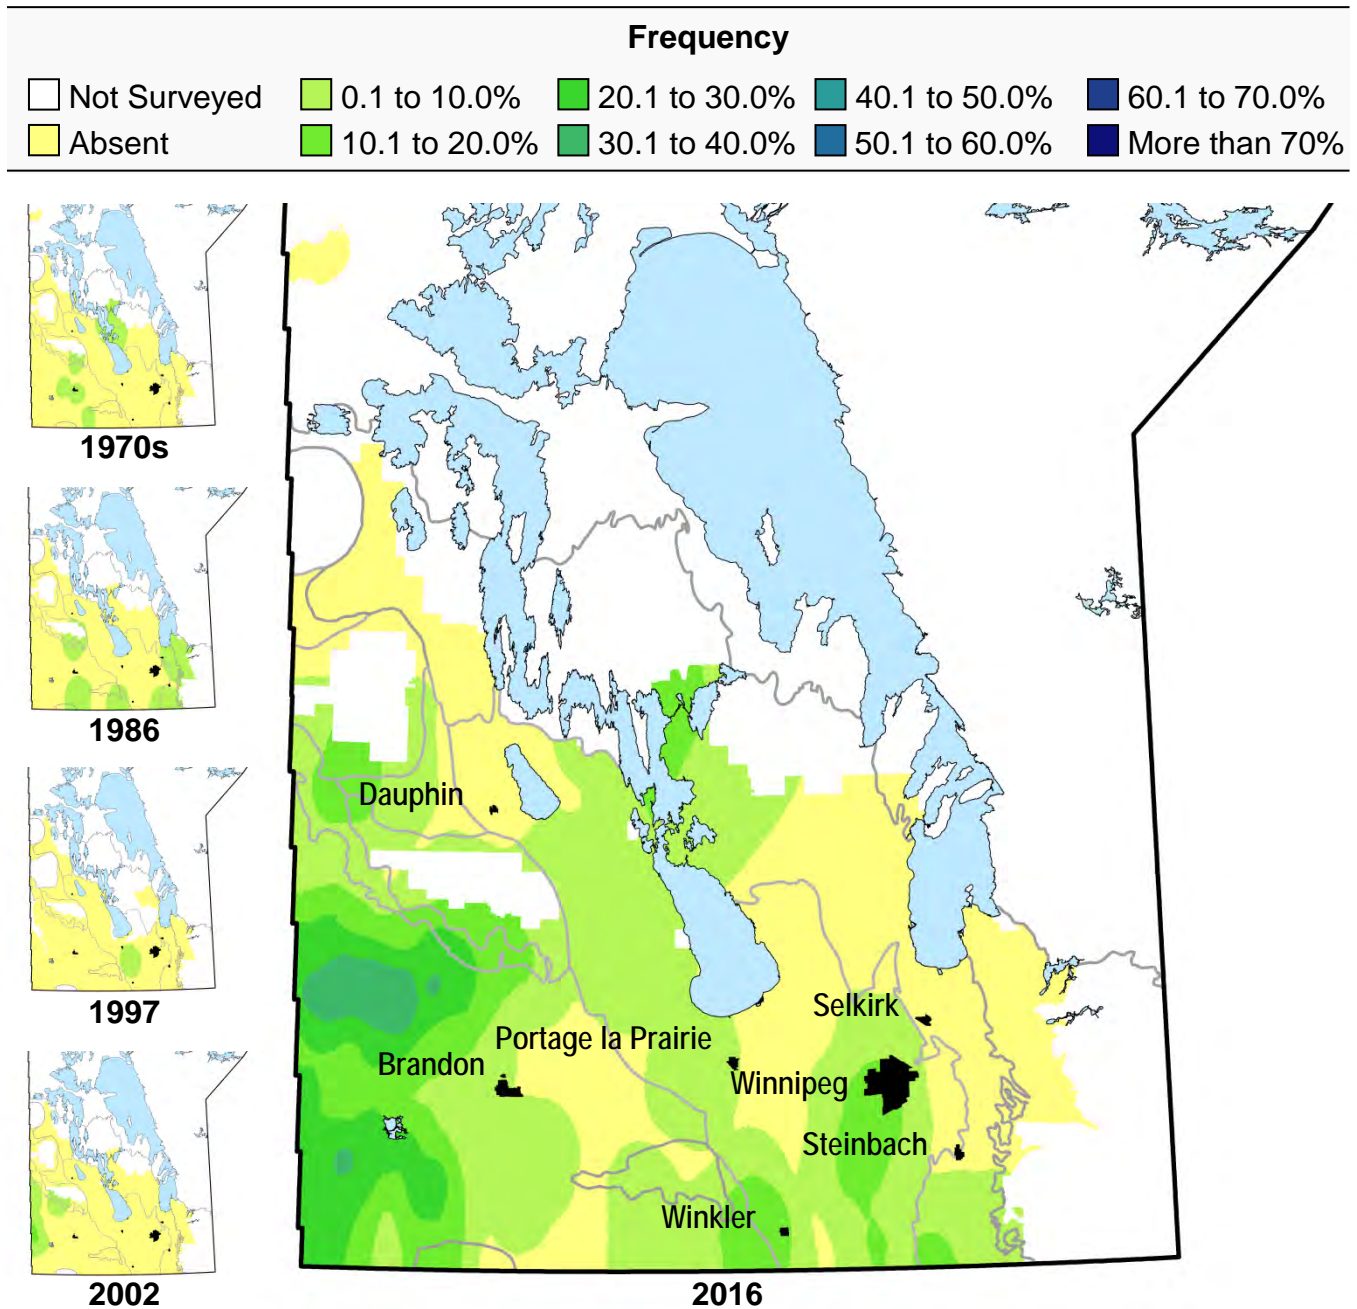 Frequency
Not Surveyed 0.1 to 10.0% 20.1 to 30.0% 40.1 to 50.0% 60.1 to 70.0%
Absent 10.1 to 20.0% 30.1 to 40.0% 50.1 to 60.0% More than 70%
1970s
1986
1997
2002
Dauphin
Selkirk
Portage la Prairie
Brandon
Winnipeg
Steinbach
Winkler
2016